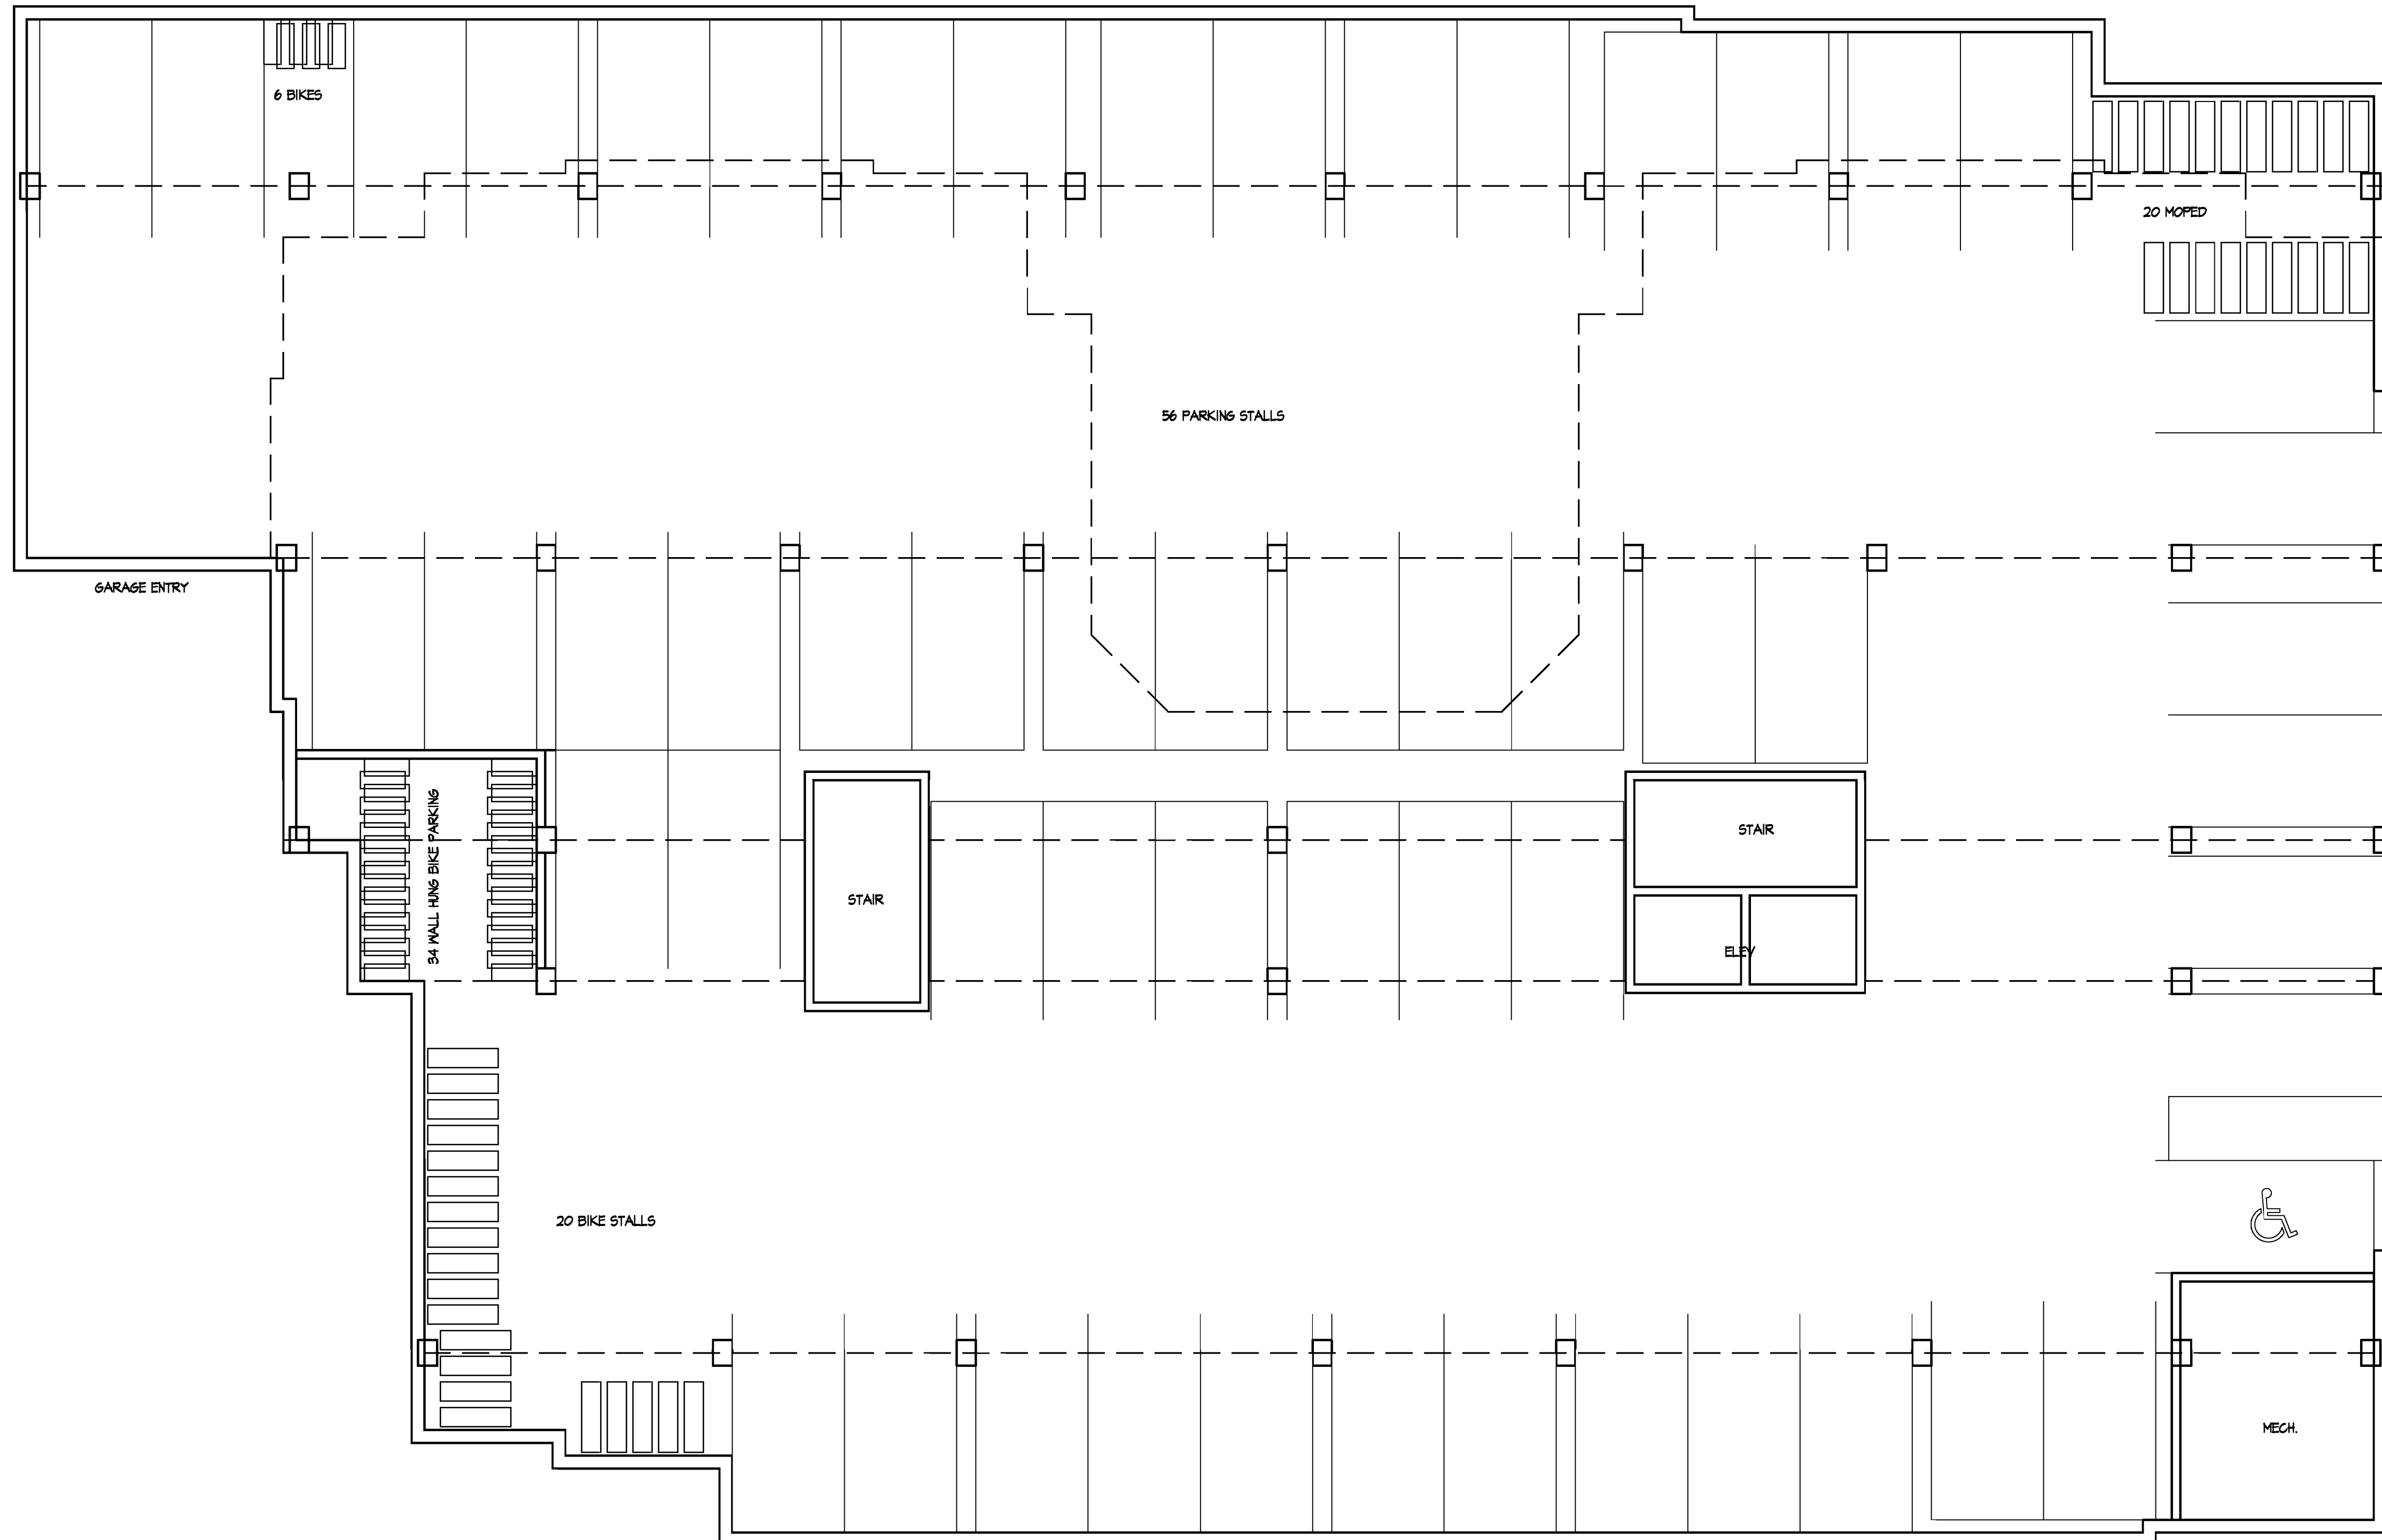 6 BIKES
20 MOPED
56 PARKING STALLS
GARAGE ENTRY
34 WALL HUNG BIKE PARKING
STAIR
STAIR
ELEV
20 BIKE STALLS
MECH.